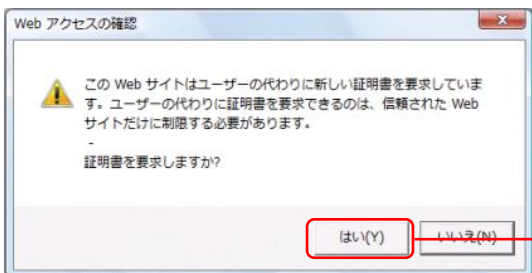 Web アクセスの確認
この Web サイトはユーザーの代わりに新しい証明書を要求していま
す。ユーザーの代わりに証明書を要求できるのは、信頼された Web
サイトだけに制限する必要があります。
-
証明書を要求しますか?
はい(Y) いいえ(N)